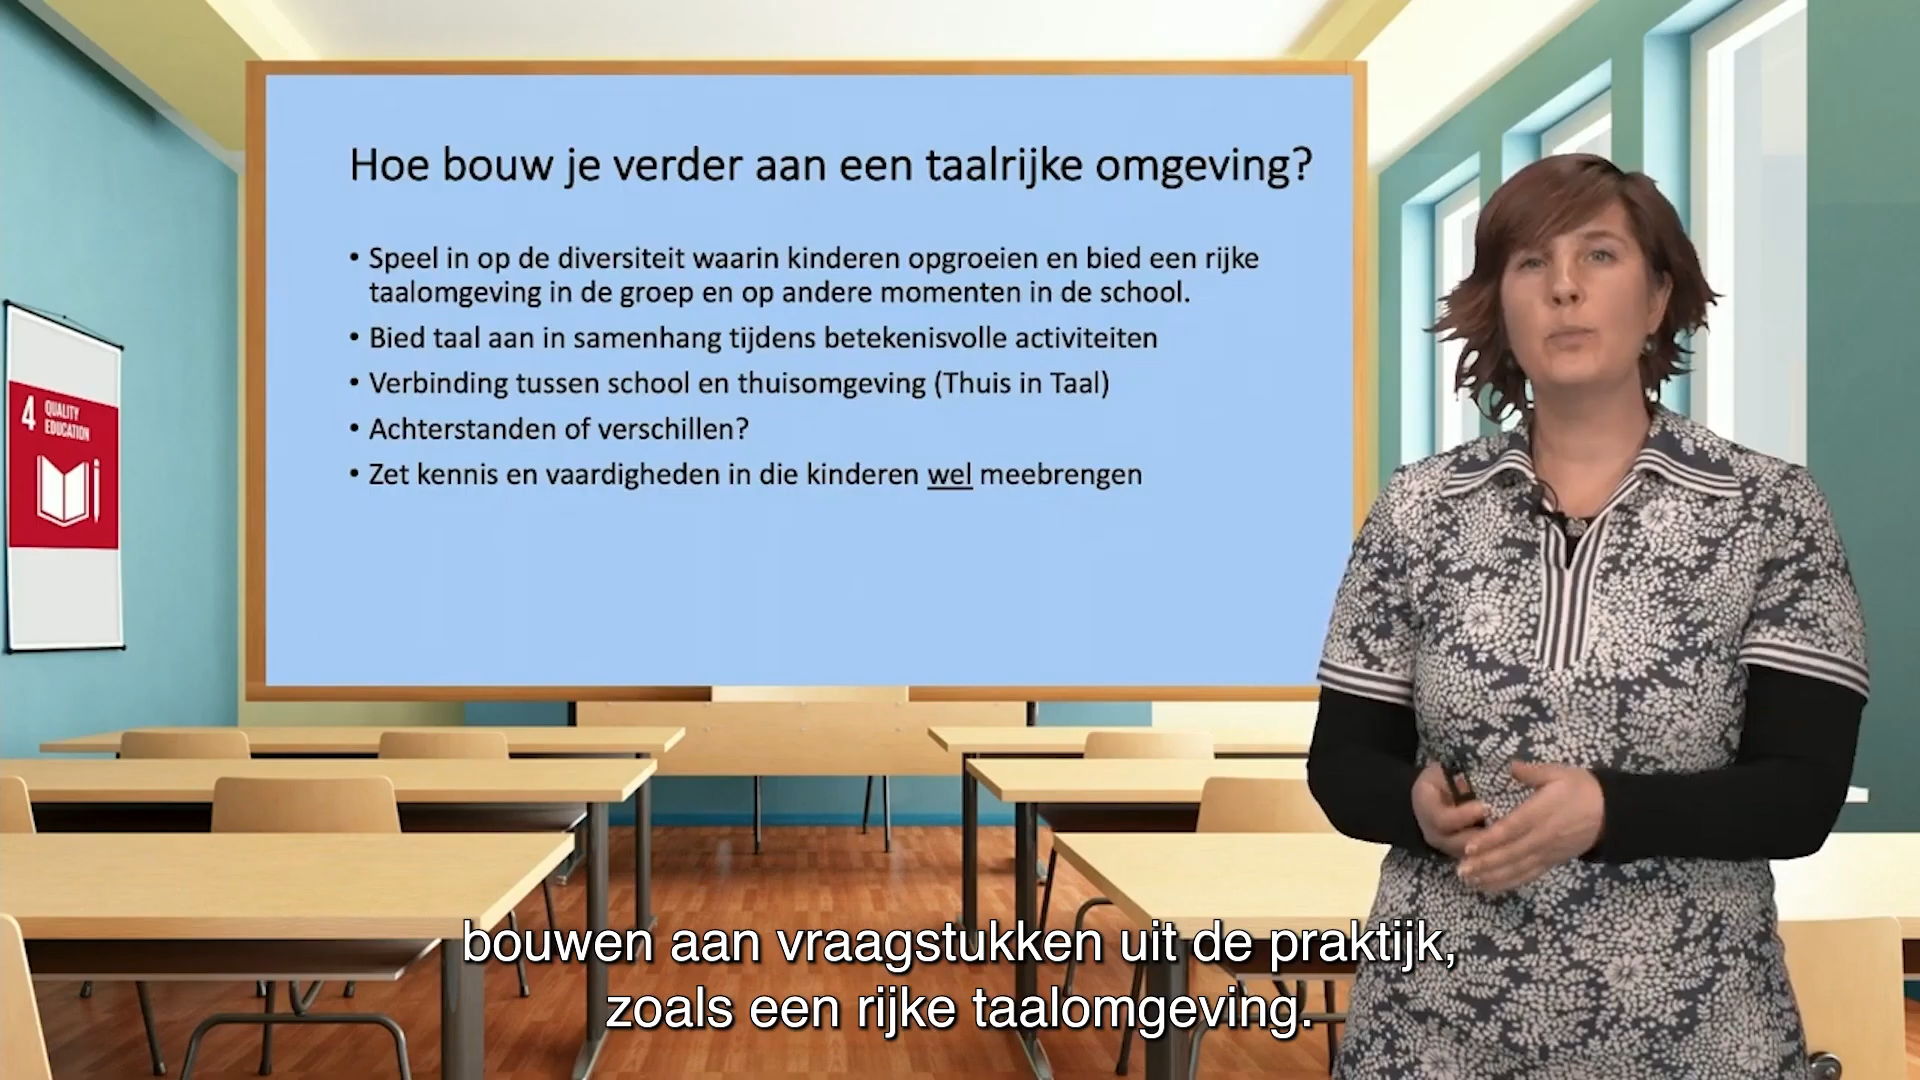 Hoe bouw je verder aan een taalrijke omgeving?
• Speel in op de diversiteit waarin kinderen opgroeien en bied een rijke
taalomgeving in de groep en op andere momenten in de school.
• Bied taal aan in samenhang tijdens betekenisvolle activiteiten
• Verbinding tussen school en thuisomgeving (Thuis in Taal)
• Achterstanden of verschillen?
• Zet kennis en vaardigheden in die kinderen wel meebrengen
4 QUALITY
EDUCATION
bouwen aan vraagstukken uit de praktijk,
zoals een rijke taalomgeving.